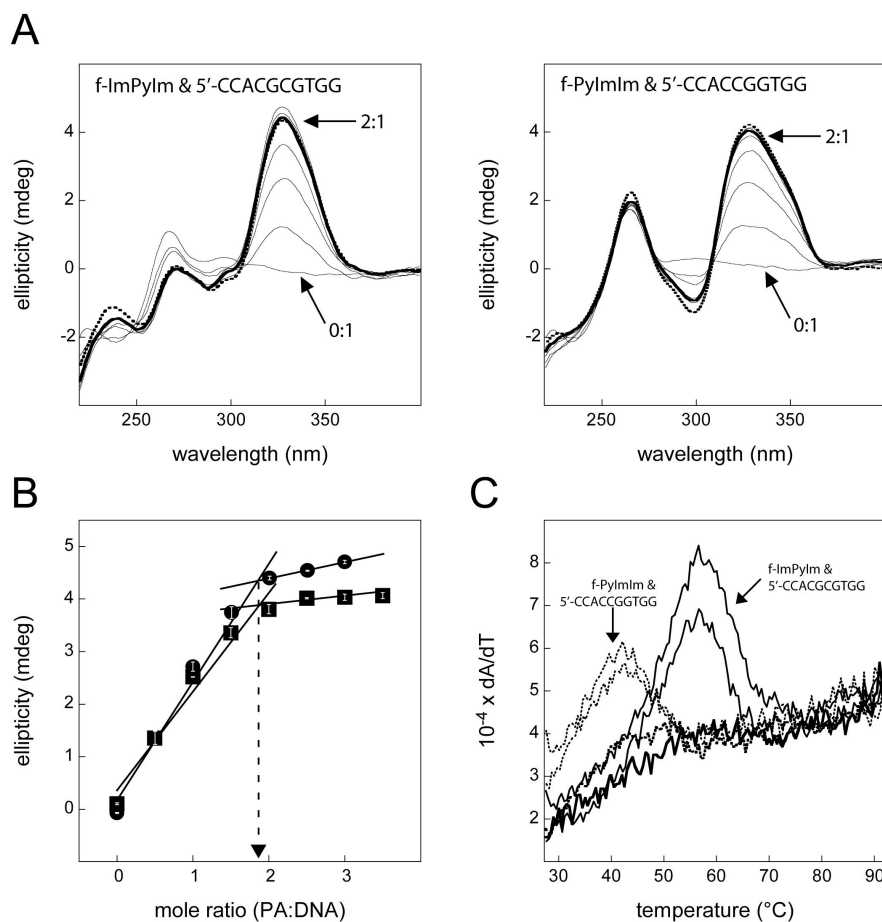 A
f-ImPyIm & 5'-CCACGCGTGG
f-PyImIm & 5'-CCACCGGTGG
ellipticity (mdeg)
4
2
0
-2
2:1
0:1
250
300
350
wavelength (nm)
ellipticity (mdeg)
4
2
0
-2
2:1
0:1
250
300
350
wavelength (nm)
B
ellipticity (mdeg)
5
4
3
2
1
0
0
1
2
3
mole ratio (PA:DNA)
C
10⁻⁴ x dA/dT
8
7
6
5
4
3
2
f-PyImIm &
5'-CCACCGGTGG
f-ImPyIm &
5'-CCACGCGTGG
30
40
50
60
70
80
90
temperature (°C)